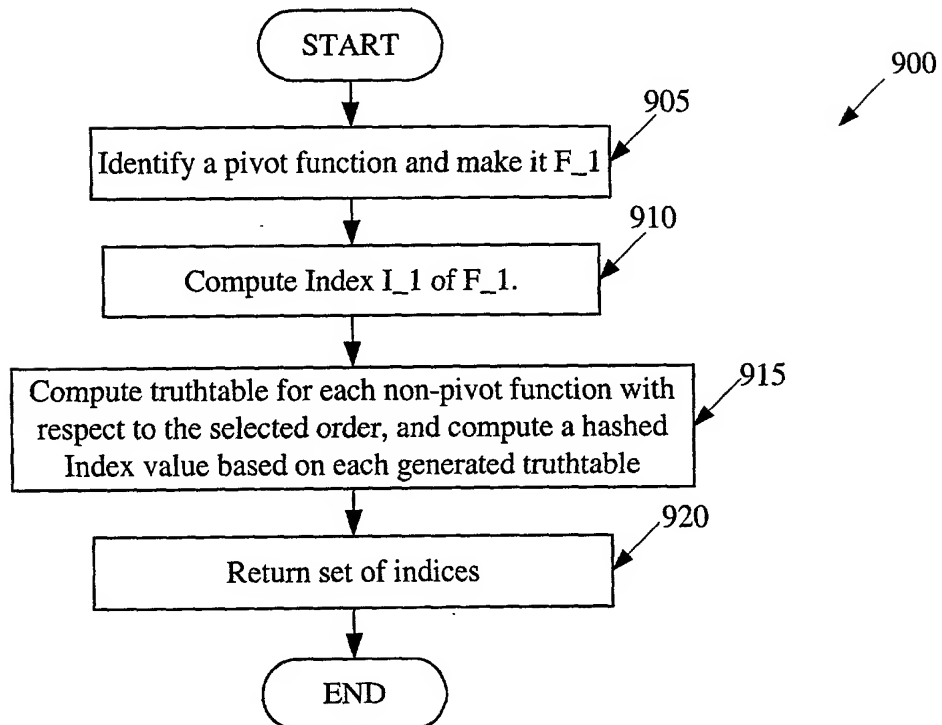 START
900
905
Identify a pivot function and make it F_1
910
Compute Index I_1 of F_1.
915
Compute truthtable for each non-pivot function with
respect to the selected order, and compute a hashed
Index value based on each generated truthtable
920
Return set of indices
END